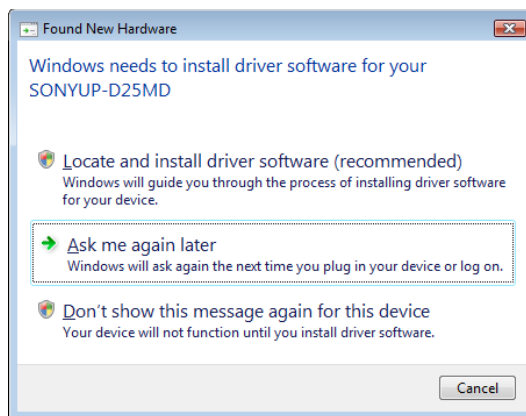 Found New Hardware
Windows needs to install driver software for your
SONYUP-D25MD
Locate and install driver software (recommended)
Windows will guide you through the process of installing driver software
for your device.
Ask me again later
Windows will ask again the next time you plug in your device or log on.
Don't show this message again for this device
Your device will not function until you install driver software.
Cancel